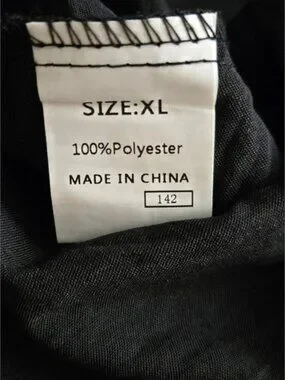 SIZE:XL
100%Polyester
MADE IN CHINA
142